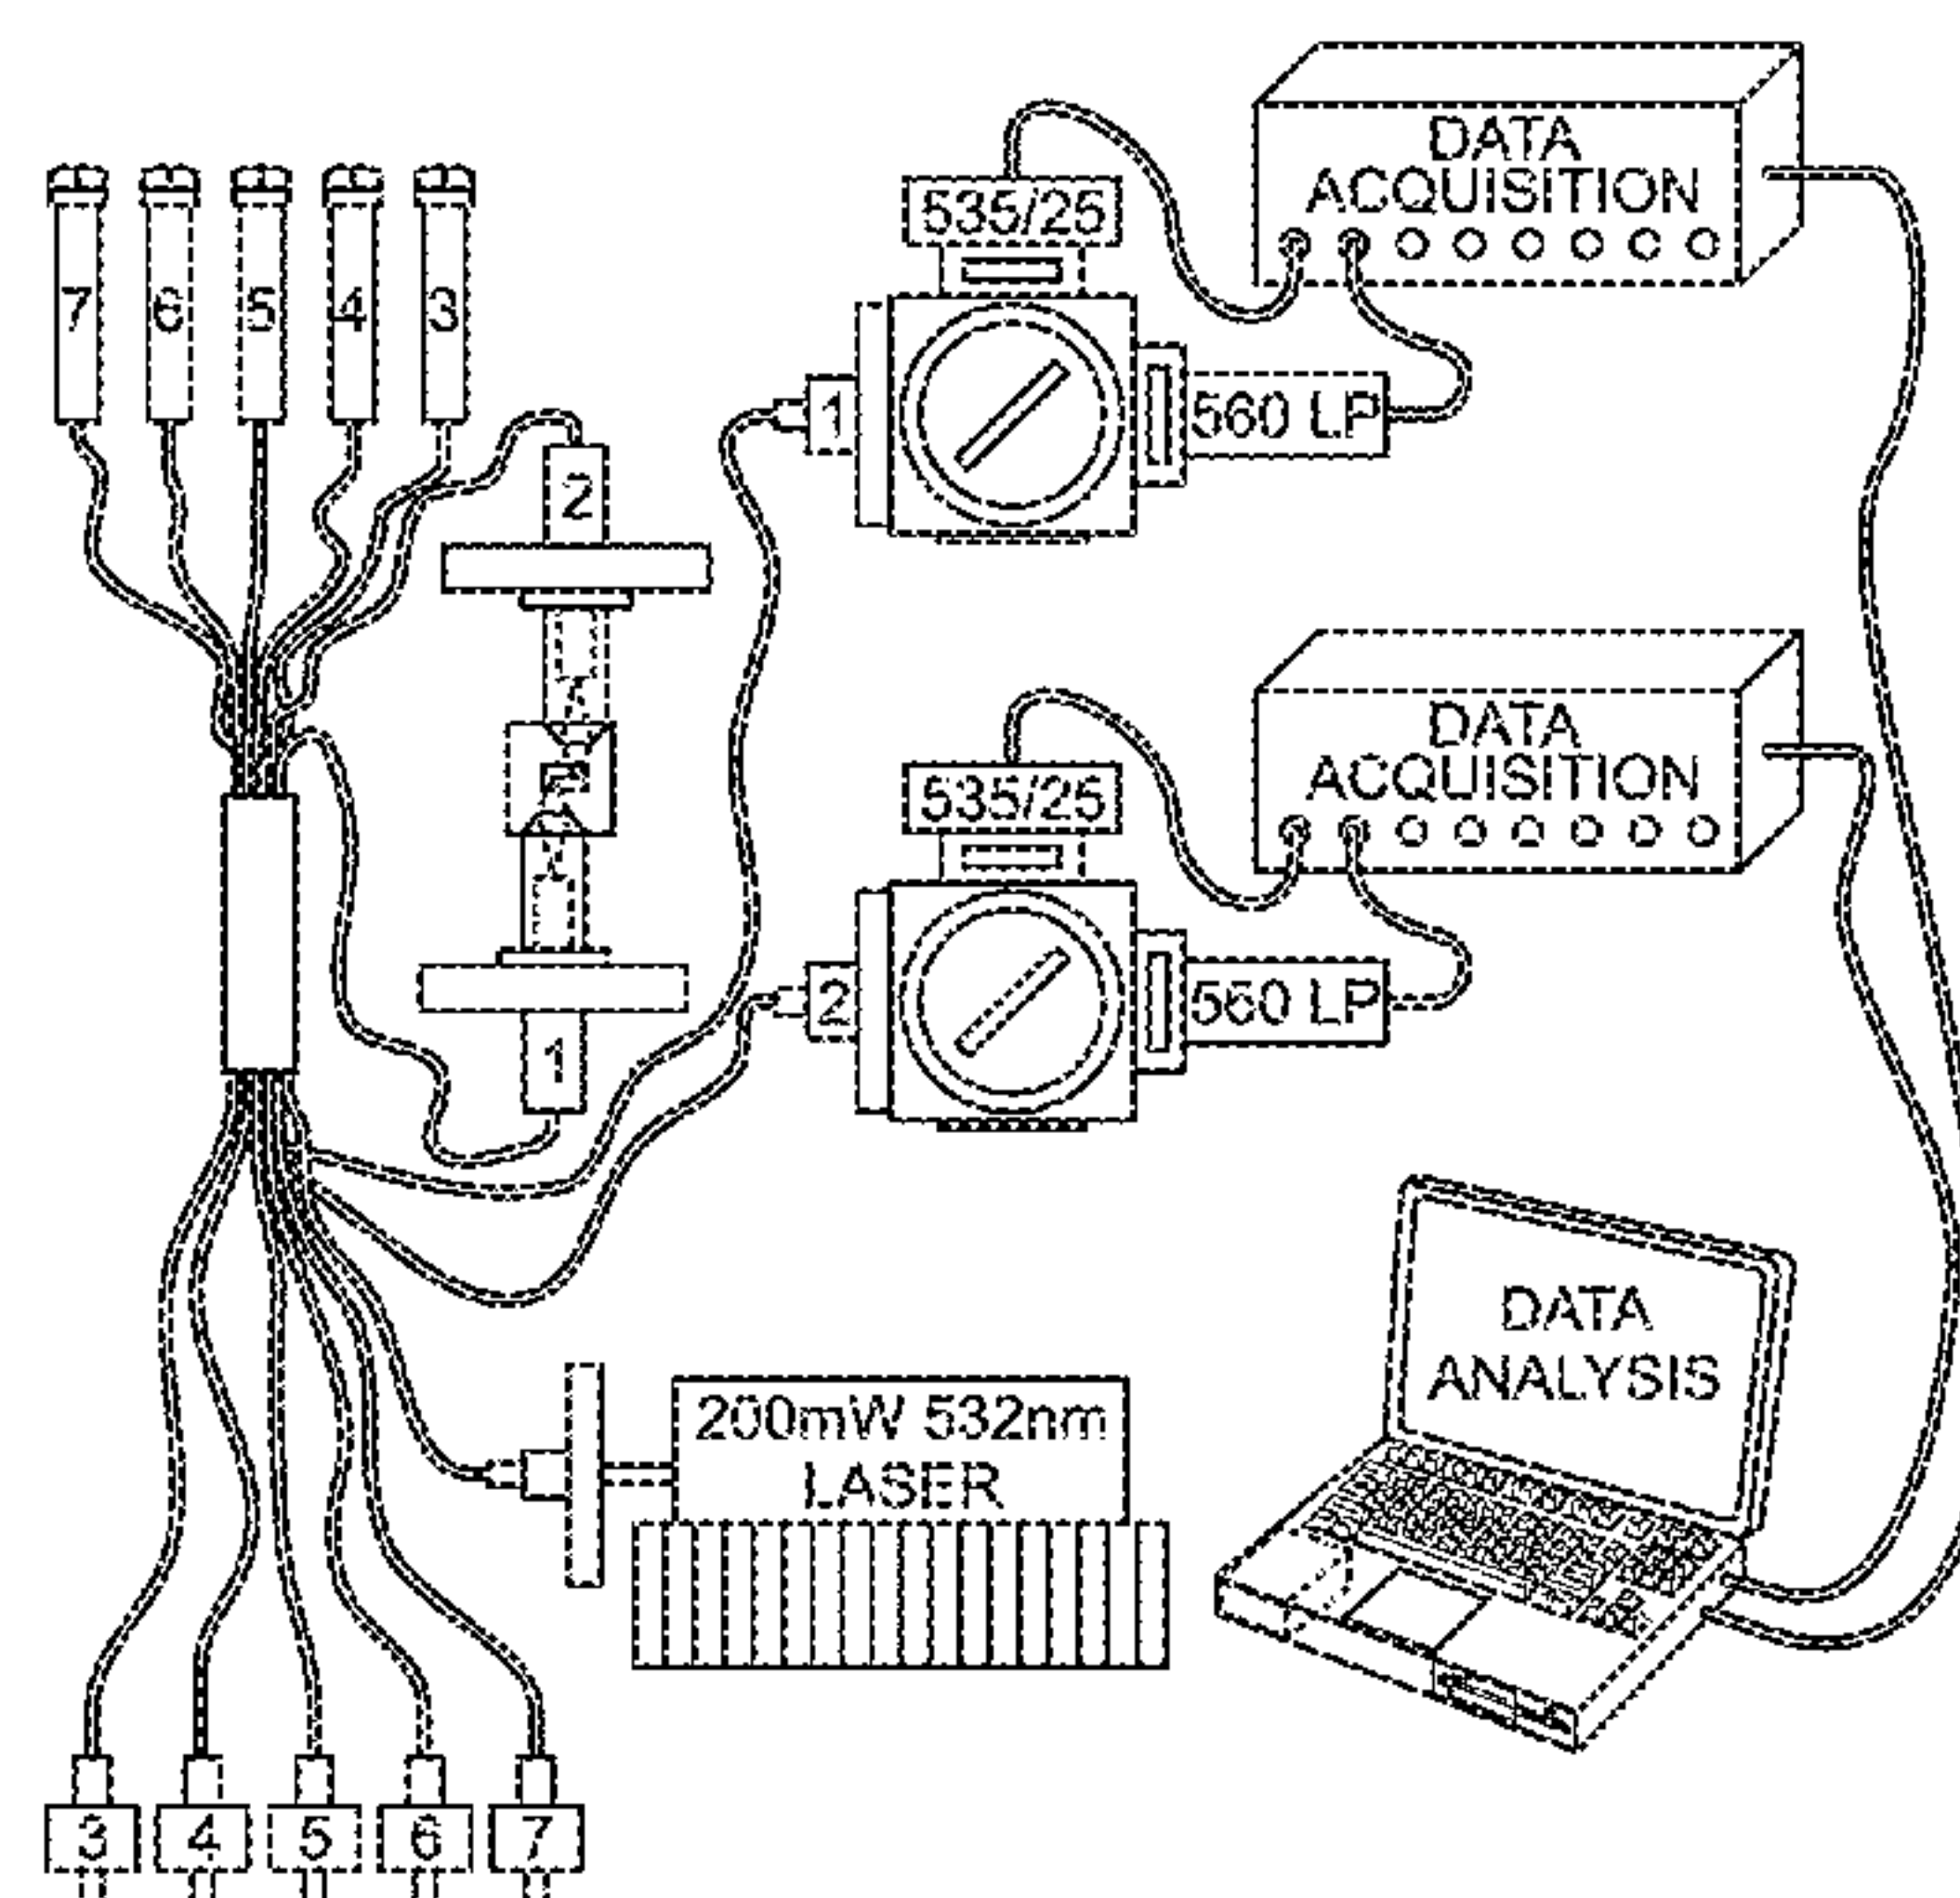 DATA
ACQUISITION
535/25
7 6 5 4 3
1
560 LP
2
DATA
ACQUISITION
535/25
2
560 LP
1
DATA
ANALYSIS
200mW 532nm
LASER
3 4 5 6 7